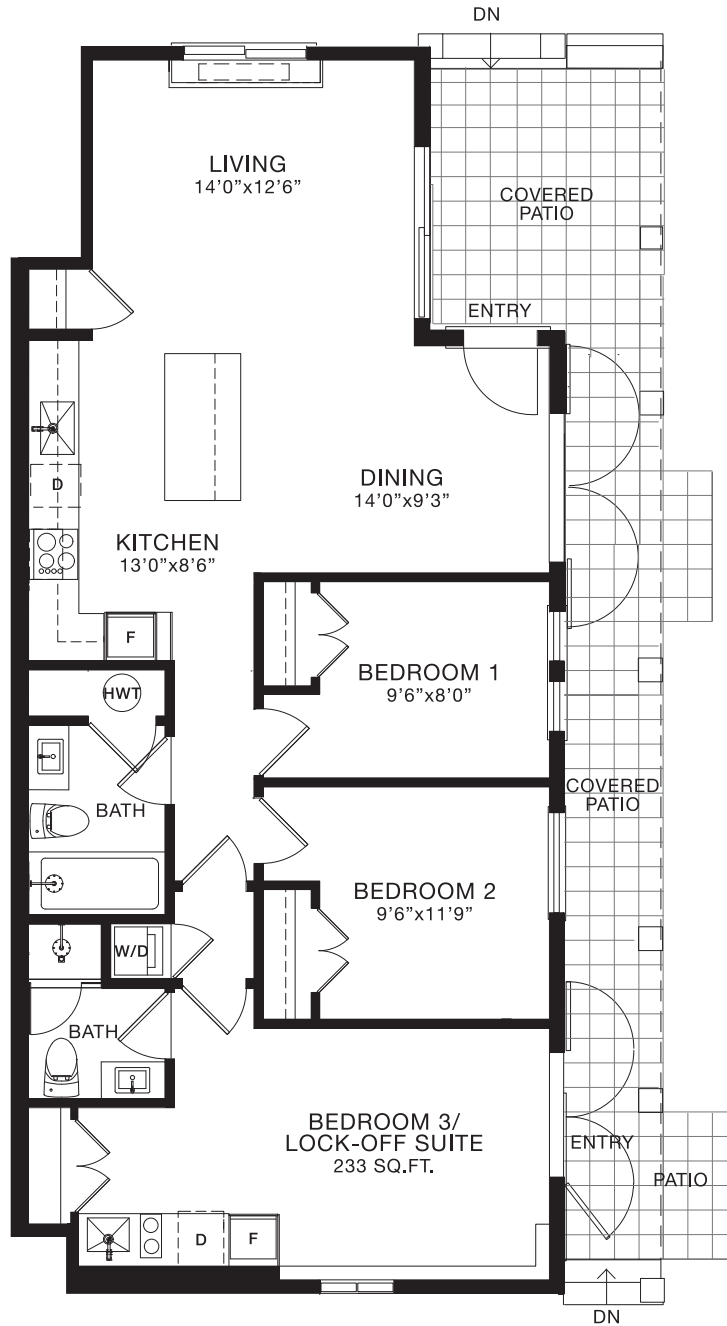 DN
LIVING
14'0"x12'6"
COVERED
PATIO
ENTRY
DINING
14'0"x9'3"
D
KITCHEN
13'0"x8'6"
F
HWT
BEDROOM 1
9'6"x8'0"
COVERED
PATIO
BATH
BEDROOM 2
9'6"x11'9"
W/D
BATH
BEDROOM 3/
LOCK-OFF SUITE
233 SQ.FT.
ENTRY
PATIO
D
F
DN